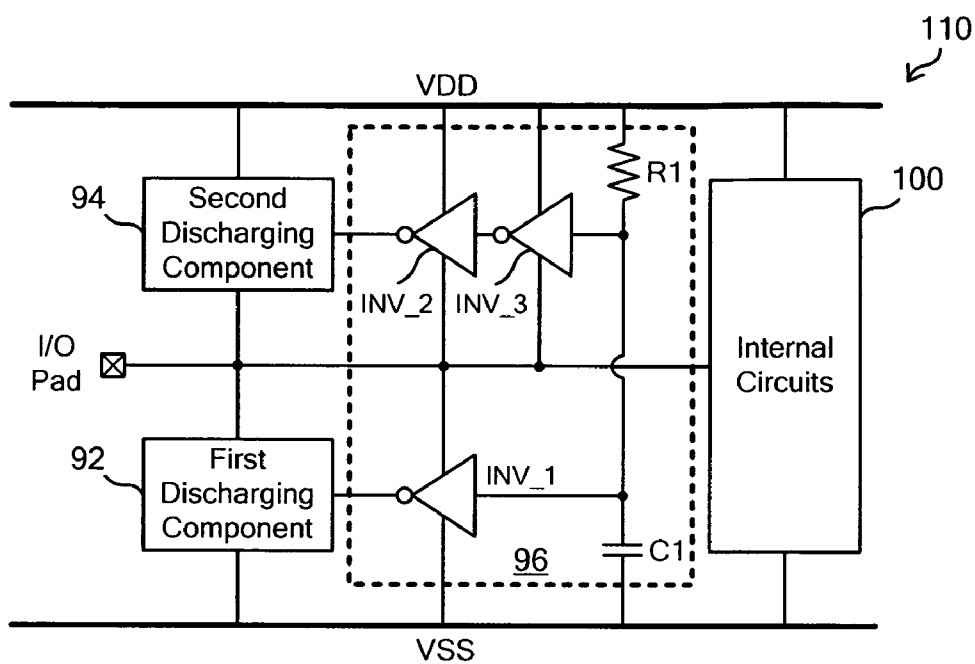 110
VDD
R1
94
Second
Discharging
Component
100
INV_2
INV_3
I/O
Pad
Internal
Circuits
92
First
Discharging
Component
INV_1
C1
96
VSS